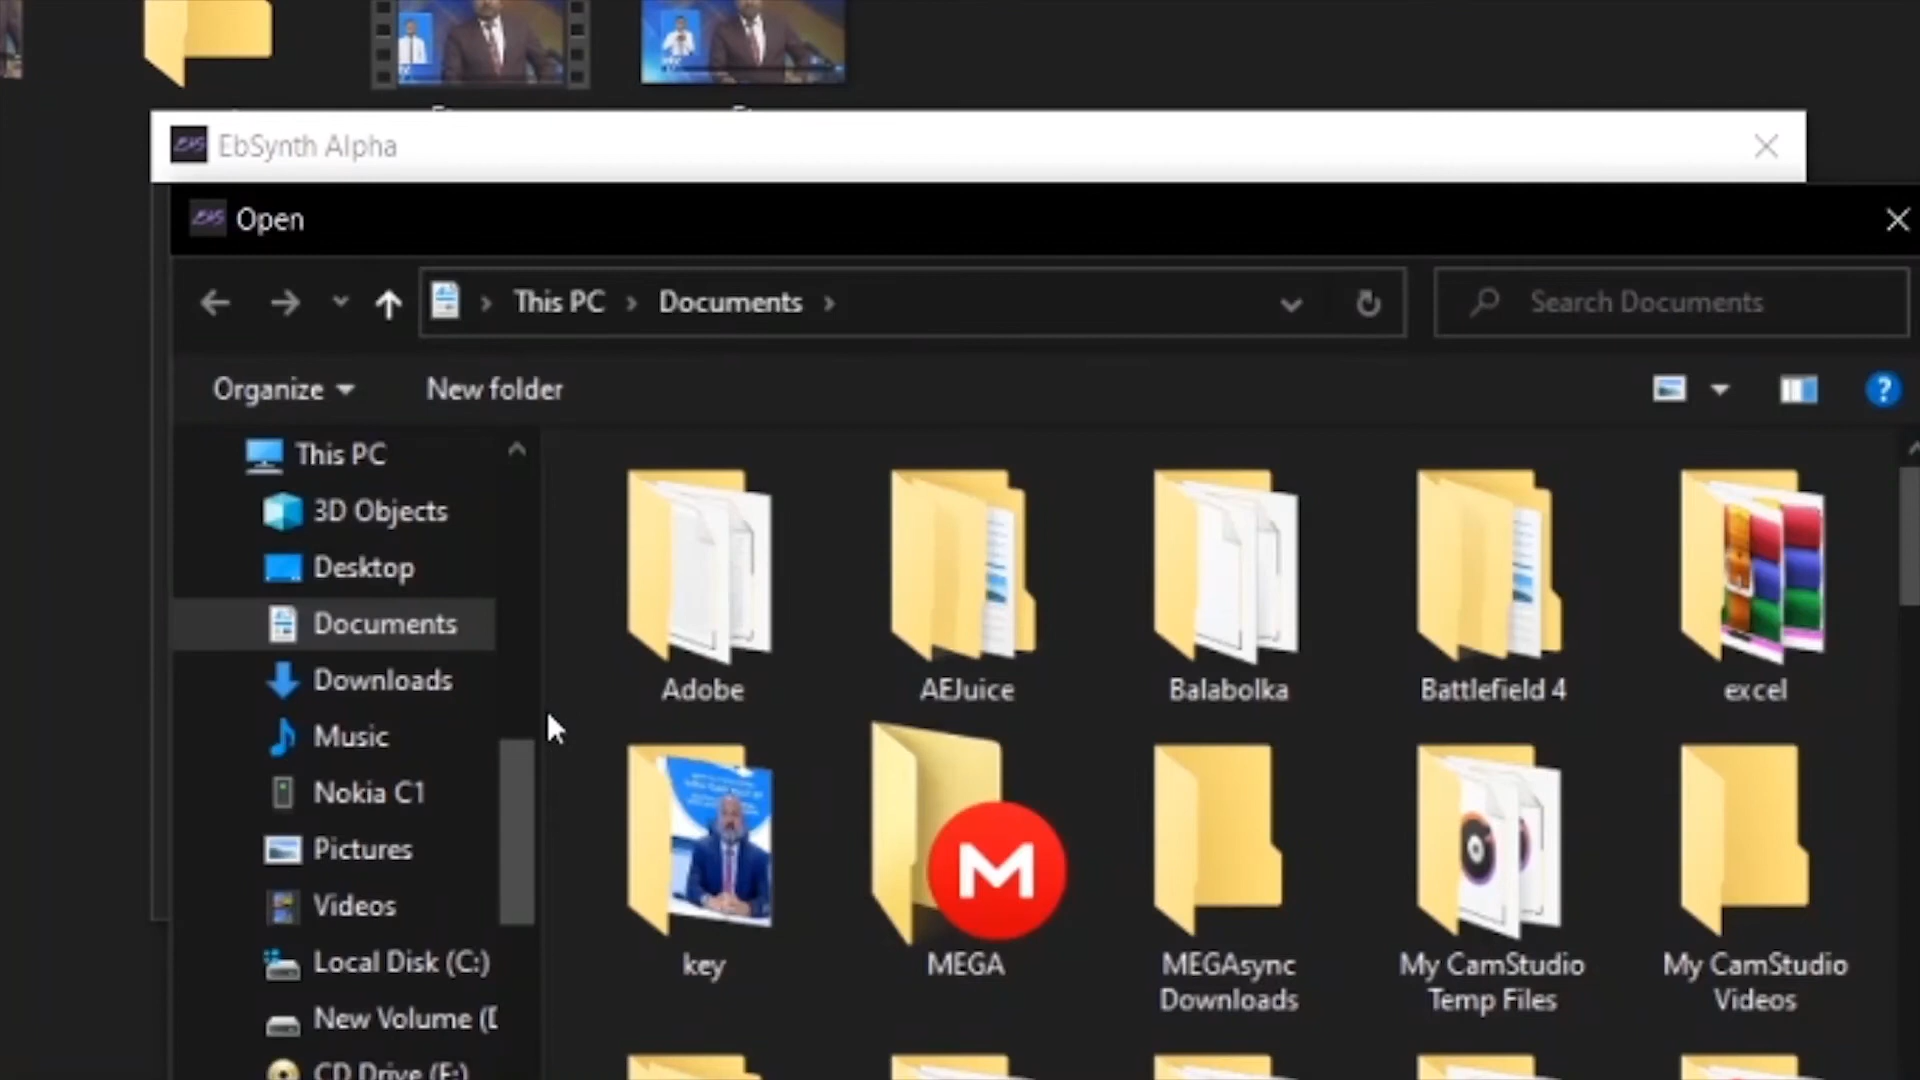 EbSynth Alpha
Open
This PC
Documents
Search Documents
Organize
New folder
This PC
3D Objects
Desktop
Documents
Downloads
Music
Nokia C1
Pictures
Videos
Local Disk (C:)
New Volume (D
CD Drive (F:)
Adobe
AEJuice
Balabolka
Battlefield 4
excel
key
M
MEGA
MEGAsync
Downloads
My CamStudio
Temp Files
My CamStudio
Videos